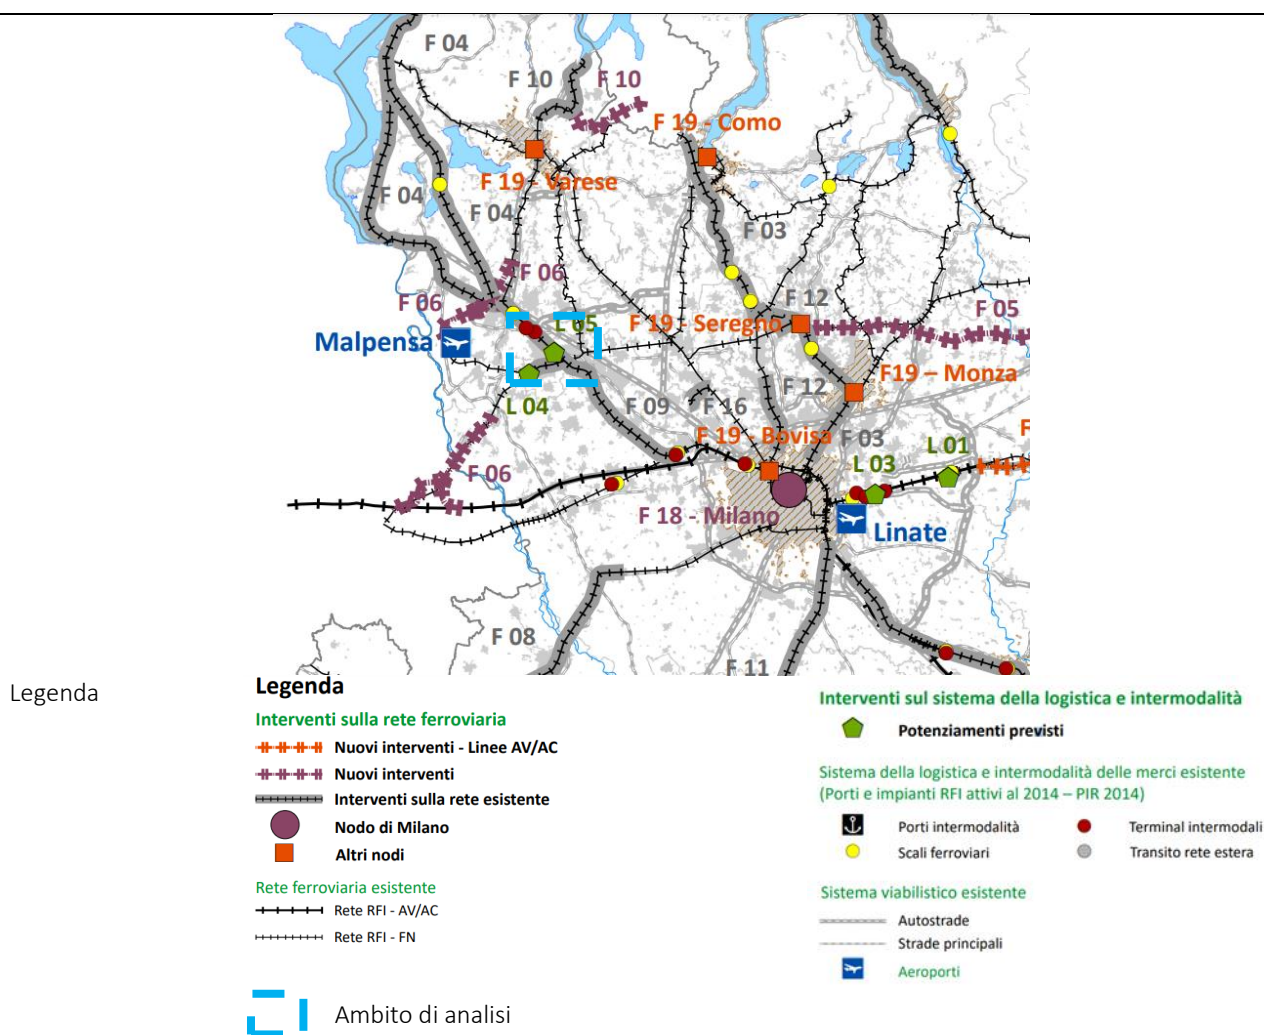 F 04
F 10
F 10
F 19 - Como
F 19 - Varese
F 04
F 04
F 03
F 06
F 06
F 12
F 05
L 05
F 19 - Seregno
Malpensa
F 12
F19 – Monza
L 04
F 09
F 16
F 19 - Bovisa
F 03
L 01
F
L 03
F 06
F 18 - Milano
Linate
F 08
F 11
Legenda
Legenda
Interventi sulla rete ferroviaria
Nuovi interventi - Linee AV/AC
Nuovi interventi
Interventi sulla rete esistente
Nodo di Milano
Altri nodi
Rete ferroviaria esistente
Rete RFI - AV/AC
Rete RFI - FN
Ambito di analisi
Interventi sul sistema della logistica e intermodalità
Potenziamenti previsti
Sistema della logistica e intermodalità delle merci esistente
(Porti e impianti RFI attivi al 2014 – PIR 2014)
Porti intermodalità
Terminal intermodali
Scali ferroviari
Transito rete estera
Sistema viabilistico esistente
Autostrade
Strade principali
Aeroporti